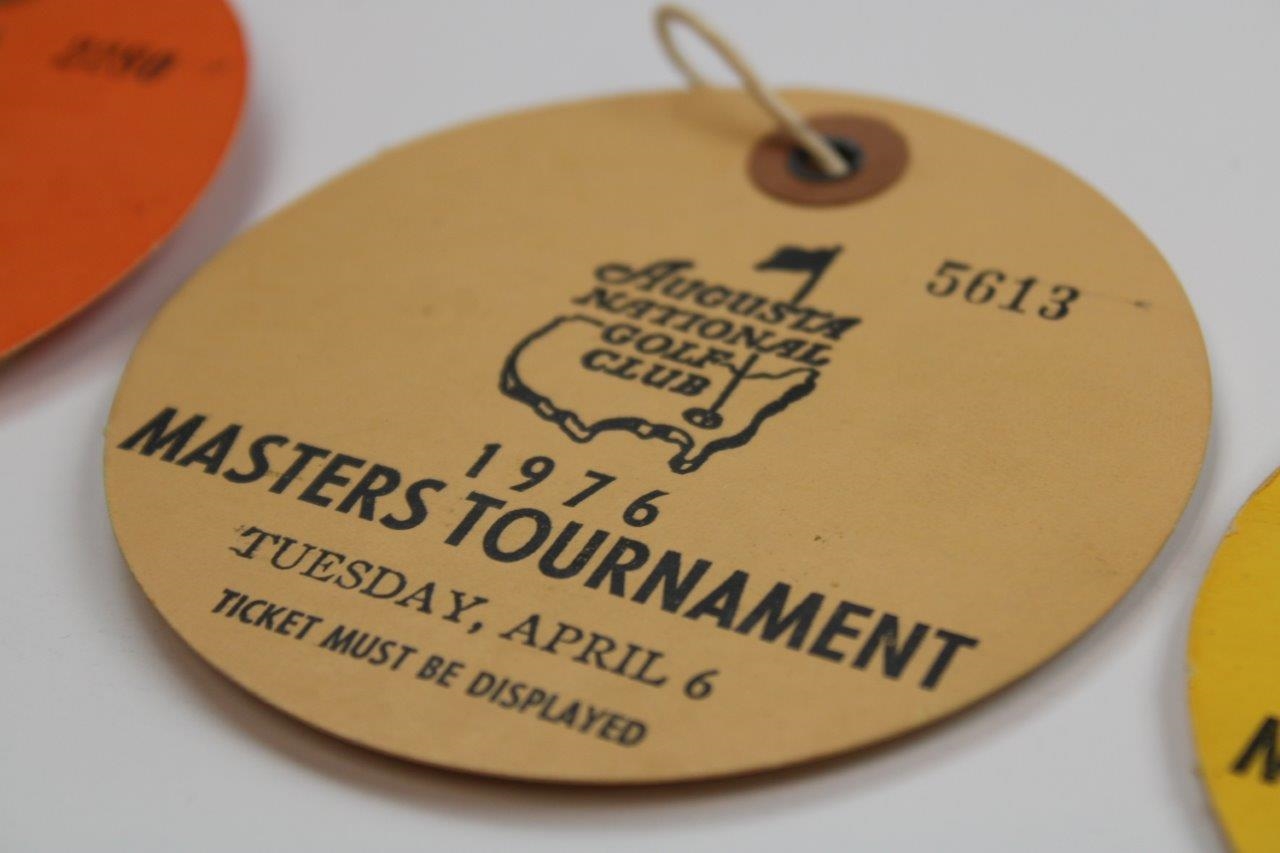 5613
Augusta
National
Golf
Club
1976
MASTERS TOURNAMENT
TUESDAY, APRIL 6
TICKET MUST BE DISPLAYED
M